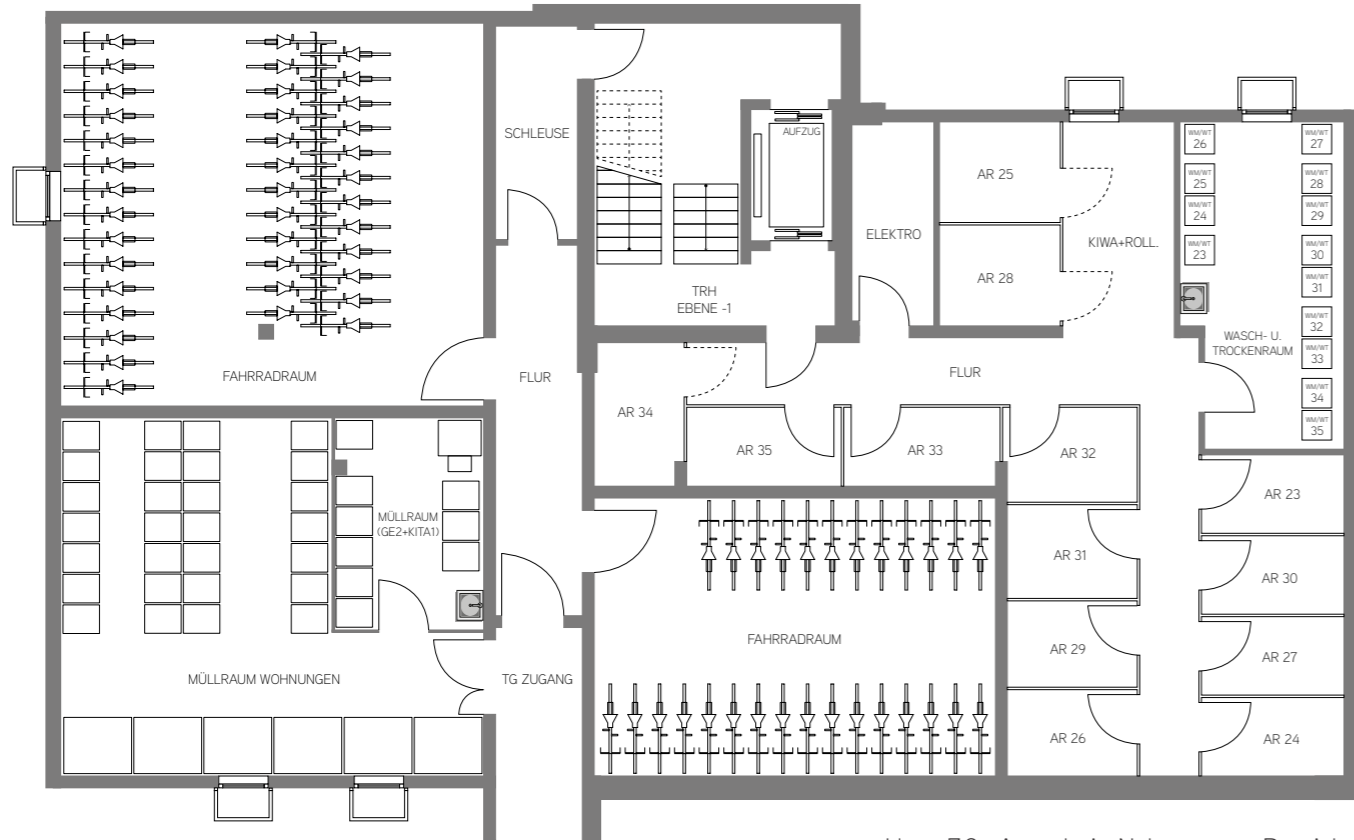 SCHLEUSE
AUFZUG
WM/WT
26
WM/WT
27
AR 25
WM/WT
25
WM/WT
28
WM/WT
24
WM/WT
29
ELEKTRO
KIWA+ROLL.
WM/WT
23
WM/WT
30
AR 28
WM/WT
31
TRH
EBENE -1
WM/WT
32
WASCH- U.
TROCKENRAUM
WM/WT
33
FAHRRADRAUM
FLUR
FLUR
WM/WT
34
AR 34
WM/WT
35
AR 35
AR 33
AR 32
AR 23
MÜLLRAUM
(GE2+KITA1)
AR 31
AR 30
FAHRRADRAUM
AR 29
AR 27
MÜLLRAUM WOHNUNGEN
TG ZUGANG
AR 26
AR 24